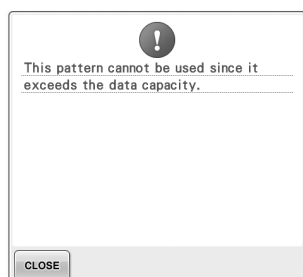 This pattern cannot be used since it
exceeds the data capacity.
CLOSE